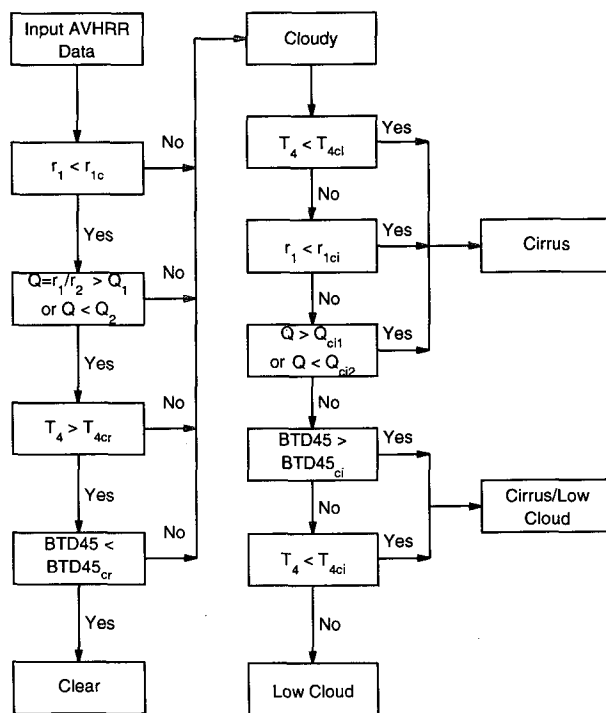 Input AVHRR
Data
r₁ < r₁c
No
Yes
Q=r₁/r₂ > Q₁
or Q < Q₂
No
Yes
T₄ > T₄cr
No
Yes
BTD45 <
BTD45cr
No
Yes
Clear
Cloudy
T₄ < T₄ci
Yes
No
r₁ < r₁ci
Yes
No
Q > Qci1
or Q < Qci2
Yes
No
BTD45 >
BTD45ci
Yes
No
T₄ < T₄ci
Yes
No
Low Cloud
Cirrus
Cirrus/Low
Cloud